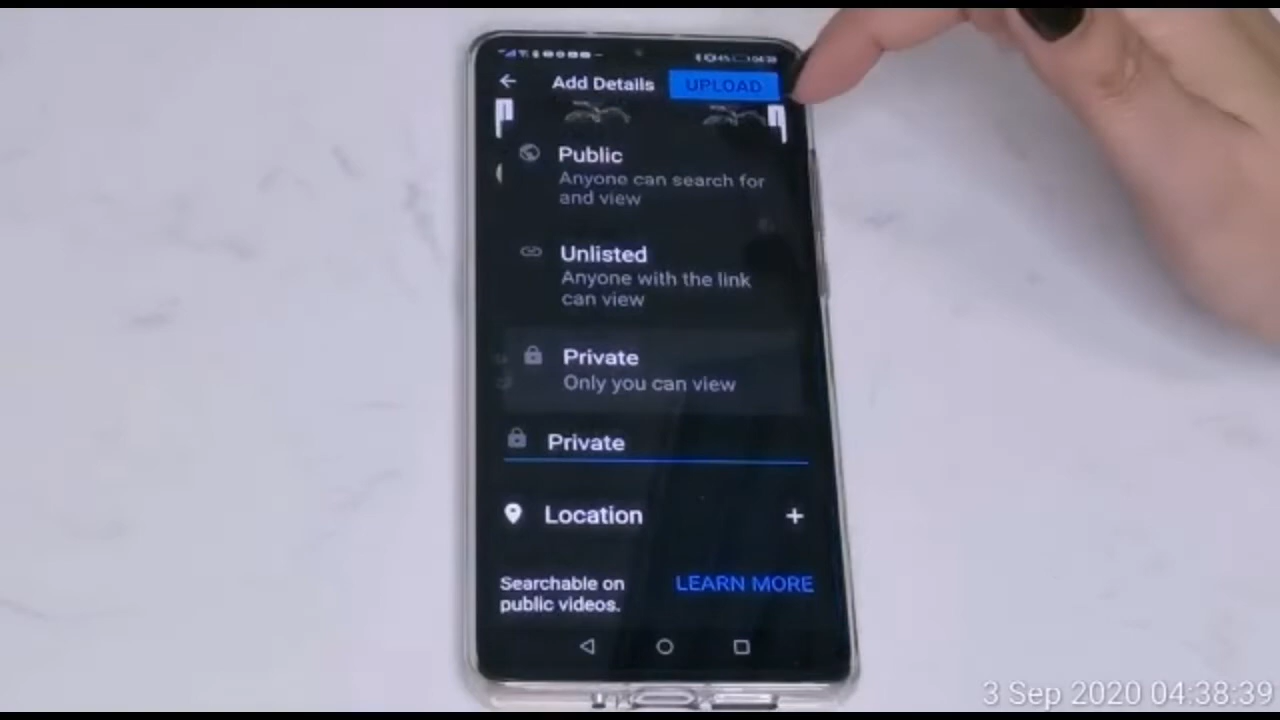 Add Details
UPLOAD
Public
Anyone can search for
and view
Unlisted
Anyone with the link
can view
Private
Only you can view
Private
Location
Searchable on
public videos.
LEARN MORE
3 Sep 2020 04:38:39